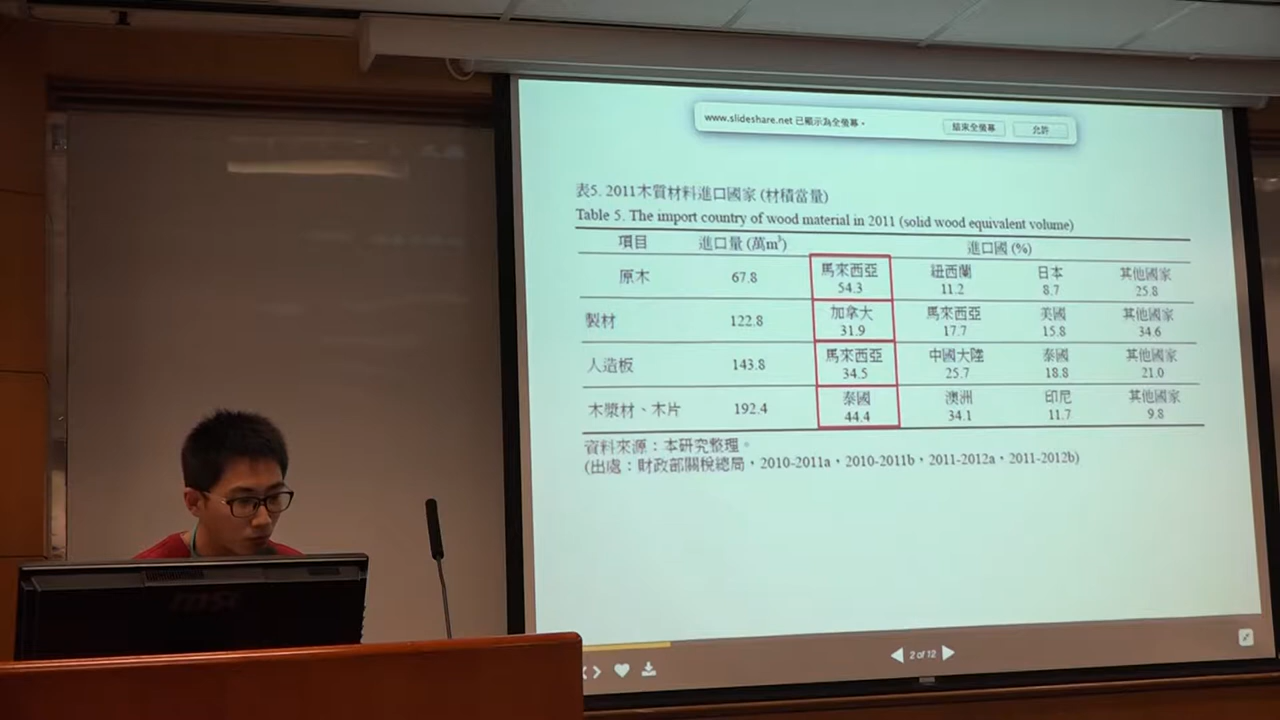 www.slideshare.net 已顯示為全螢幕。 結束全螢幕 允許
表5. 2011木質材料進口國家 (材積當量)
Table 5. The import country of wood material in 2011 (solid wood equivalent volume)
項目 進口量 (萬m³) 進口國 (%)
原木 67.8 馬來西亞 54.3 紐西蘭 11.2 日本 8.7 其他國家 25.8
製材 122.8 加拿大 31.9 馬來西亞 17.7 美國 15.8 其他國家 34.6
人造板 143.8 馬來西亞 34.5 中國大陸 25.7 泰國 18.8 其他國家 21.0
木漿材、木片 192.4 泰國 44.4 澳洲 34.1 印尼 11.7 其他國家 9.8
資料來源：本研究整理。
(出處：財政部關稅總局，2010-2011a，2010-2011b，2011-2012a，2011-2012b)
2 of 12
msi